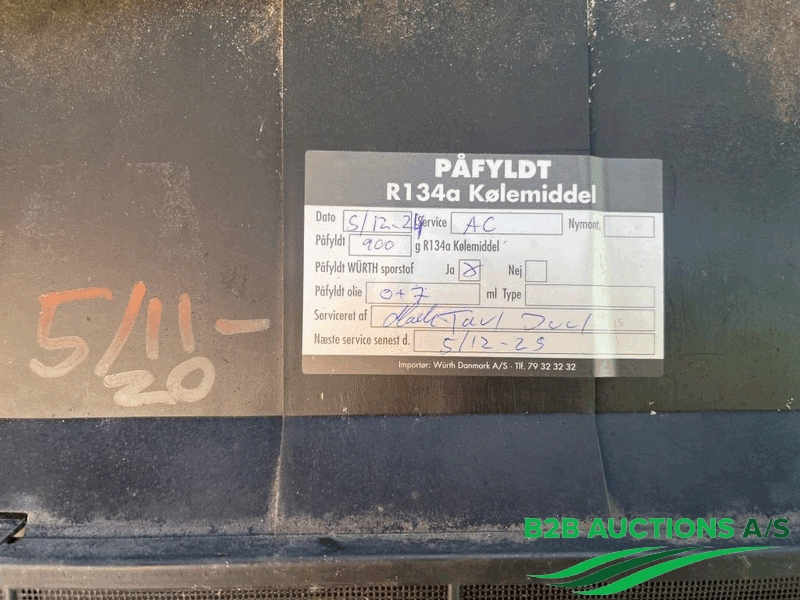 PÅFYLDT
R134a Kølemiddel
Dato 5/12-24 Service AC Nymont.
Påfyldt 900 g R134a Kølemiddel
Påfyldt WÜRTH sporstof Ja x Nej
Påfyldt olie 0+7 ml Type
Serviceret af Juul
Næste service senest d. 5/12-25
Importør: Würth Danmark A/S · Tlf. 79 32 32 32
5/11-
20
B2B AUCTIONS A/S